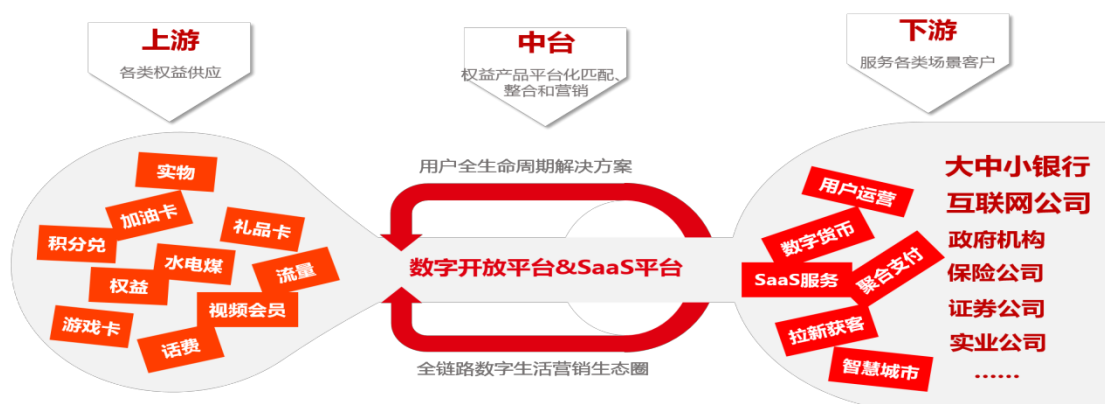 上游
各类权益供应
中台
权益产品平台化匹配、
整合和营销
下游
服务各类场景客户
实物
加油卡
礼品卡
积分兑
水电煤
流量
权益
视频会员
游戏卡
话费
用户全生命周期解决方案
数字开放平台&SaaS平台
全链路数字生活营销生态圈
用户运营
数字货币
SaaS服务
聚合支付
拉新获客
智慧城市
大中小银行
互联网公司
政府机构
保险公司
证券公司
实业公司
……